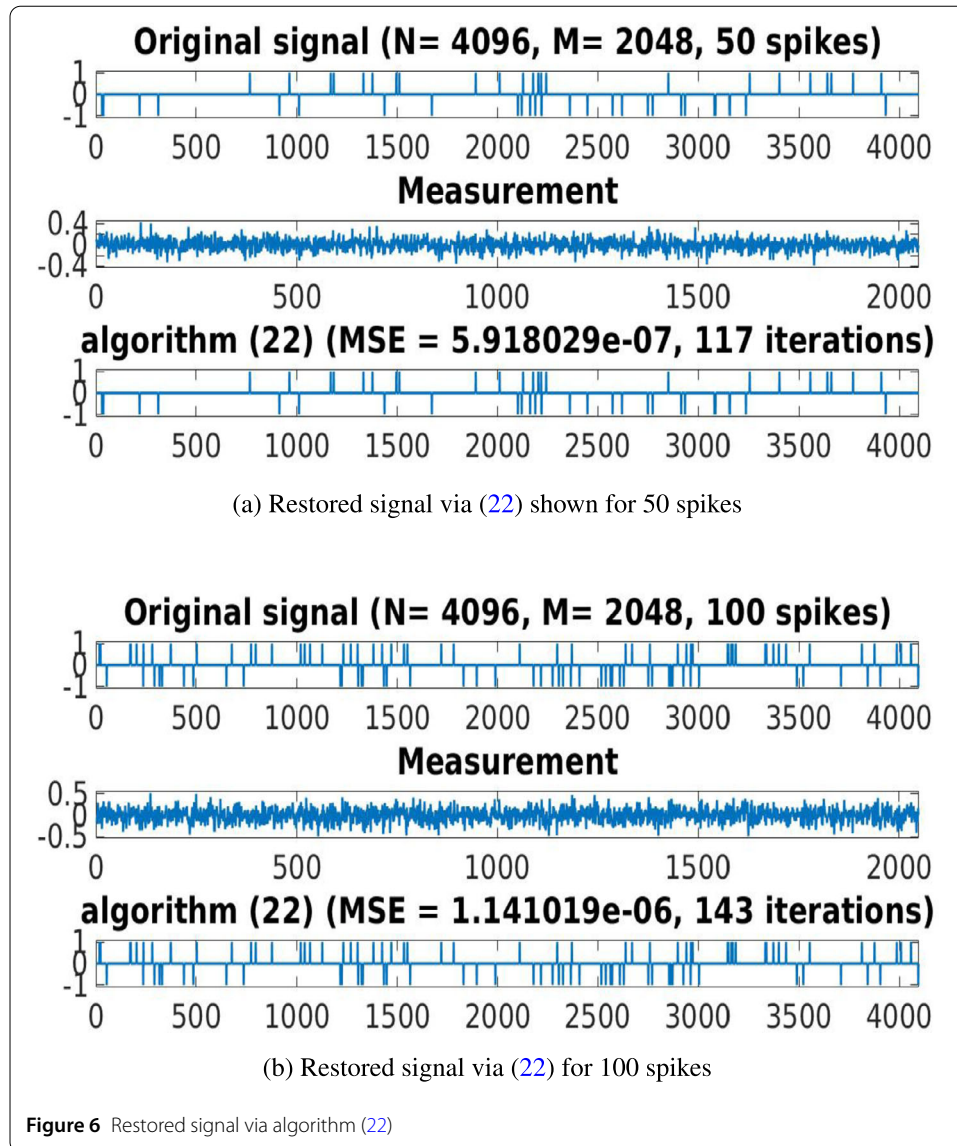 Original signal (N= 4096, M= 2048, 50 spikes)
1
0
-1
0 500 1000 1500 2000 2500 3000 3500 4000
Measurement
0.4
0
-0.4
0 500 1000 1500 2000
algorithm (22) (MSE = 5.918029e-07, 117 iterations)
1
0
-1
0 500 1000 1500 2000 2500 3000 3500 4000
(a) Restored signal via (22) shown for 50 spikes
Original signal (N= 4096, M= 2048, 100 spikes)
1
0
-1
0 500 1000 1500 2000 2500 3000 3500 4000
Measurement
0.5
0
-0.5
0 500 1000 1500 2000
algorithm (22) (MSE = 1.141019e-06, 143 iterations)
1
0
-1
0 500 1000 1500 2000 2500 3000 3500 4000
(b) Restored signal via (22) for 100 spikes
Figure 6 Restored signal via algorithm (22)